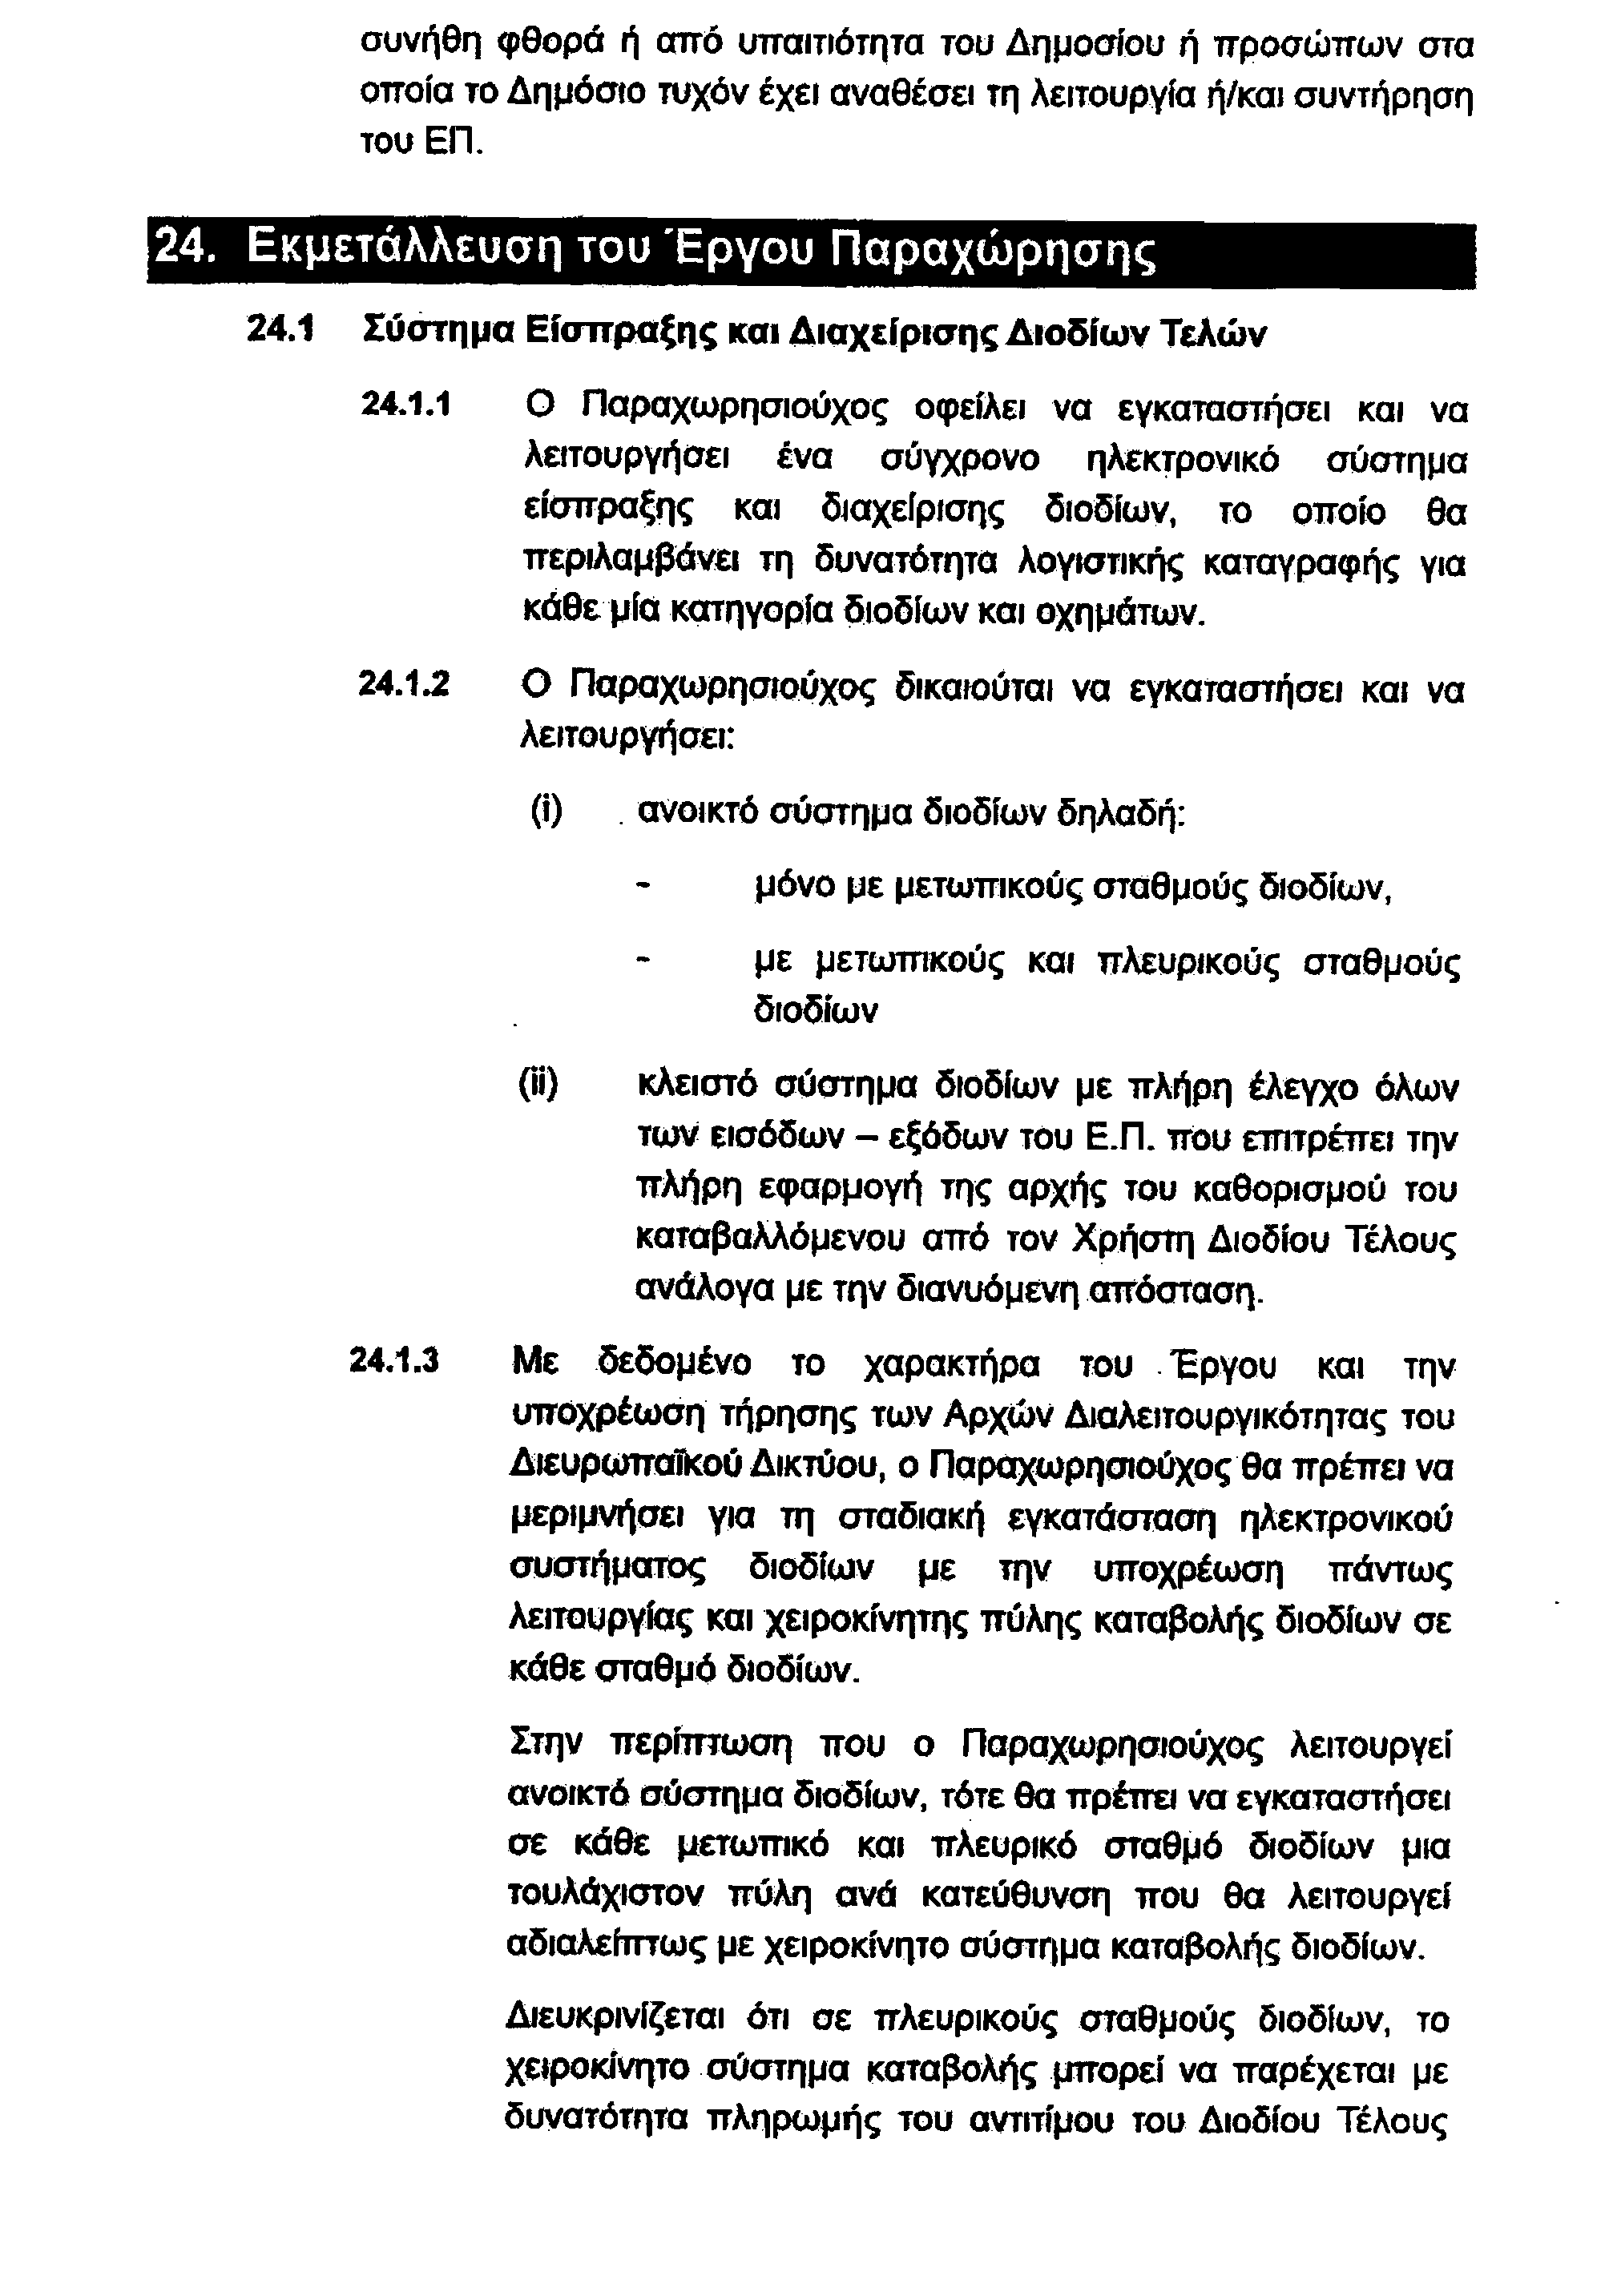 συνήθη φθορά ή από υπαιτιότητα του Δημοσίου ή προσώπων στα
οποία το Δημόσιο τυχόν έχει αναθέσει τη λειτουργία ή/και συντήρηση
του ΕΠ.
24. Εκμετάλλευση του Έργου Παραχώρησης
24.1 Σύστημα Είσπραξης και Διαχείρισης Διοδίων Τελών
24.1.1 Ο Παραχωρησιούχος οφείλει να εγκαταστήσει και να
λειτουργήσει ένα σύγχρονο ηλεκτρονικό σύστημα
είσπραξης και διαχείρισης διοδίων, το οποίο θα
περιλαμβάνει τη δυνατότητα λογιστικής καταγραφής για
κάθε μία κατηγορία διοδίων και οχημάτων.
24.1.2 Ο Παραχωρησιούχος δικαιούται να εγκαταστήσει και να
λειτουργήσει:
(i) ανοικτό σύστημα διοδίων δηλαδή:
- μόνο με μετωπικούς σταθμούς διοδίων,
- με μετωπικούς και πλευρικούς σταθμούς
διοδίων
(ii) κλειστό σύστημα διοδίων με πλήρη έλεγχο όλων
των εισόδων – εξόδων του Ε.Π. που επιτρέπει την
πλήρη εφαρμογή της αρχής του καθορισμού του
καταβαλλόμενου από τον Χρήστη Διοδίου Τέλους
ανάλογα με την διανυόμενη απόσταση.
24.1.3 Με δεδομένο το χαρακτήρα του Έργου και την
υποχρέωση τήρησης των Αρχών Διαλειτουργικότητας του
Διευρωπαϊκού Δικτύου, ο Παραχωρησιούχος θα πρέπει να
μεριμνήσει για τη σταδιακή εγκατάσταση ηλεκτρονικού
συστήματος διοδίων με την υποχρέωση πάντως
λειτουργίας και χειροκίνητης πύλης καταβολής διοδίων σε
κάθε σταθμό διοδίων.
Στην περίπτωση που ο Παραχωρησιούχος λειτουργεί
ανοικτό σύστημα διοδίων, τότε θα πρέπει να εγκαταστήσει
σε κάθε μετωπικό και πλευρικό σταθμό διοδίων μια
τουλάχιστον πύλη ανά κατεύθυνση που θα λειτουργεί
αδιαλείπτως με χειροκίνητο σύστημα καταβολής διοδίων.
Διευκρινίζεται ότι σε πλευρικούς σταθμούς διοδίων, το
χειροκίνητο σύστημα καταβολής μπορεί να παρέχεται με
δυνατότητα πληρωμής του αντιτίμου του Διοδίου Τέλους